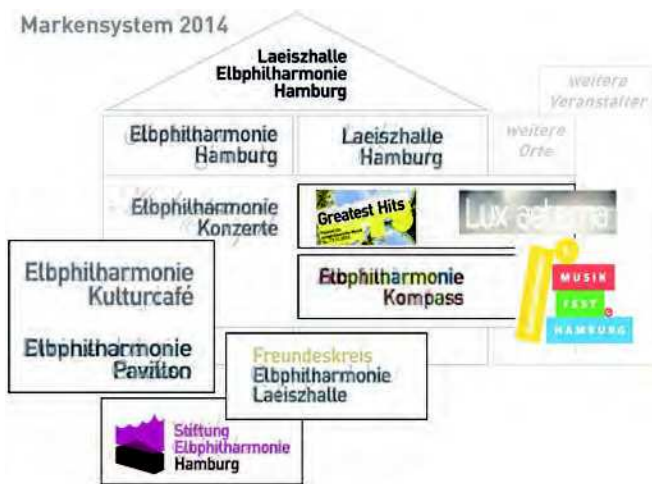 Markensystem 2014
Laeiszhalle
Elbphilharmonie
Hamburg
weitere
Veranstalter
Elbphilharmonie
Hamburg
Laeiszhalle
Hamburg
weitere
Orte
Elbphilharmonie
Konzerte
Greatest Hits
Lux aeterna
Elbphilharmonie
Kulturcafé
Elbphilharmonie
Kompass
MUSIK
FEST
HAMBURG
Elbphilharmonie
Pavillon
Freundeskreis
Elbphilharmonie
Laeiszhalle
Stiftung
Elbphilharmonie
Hamburg